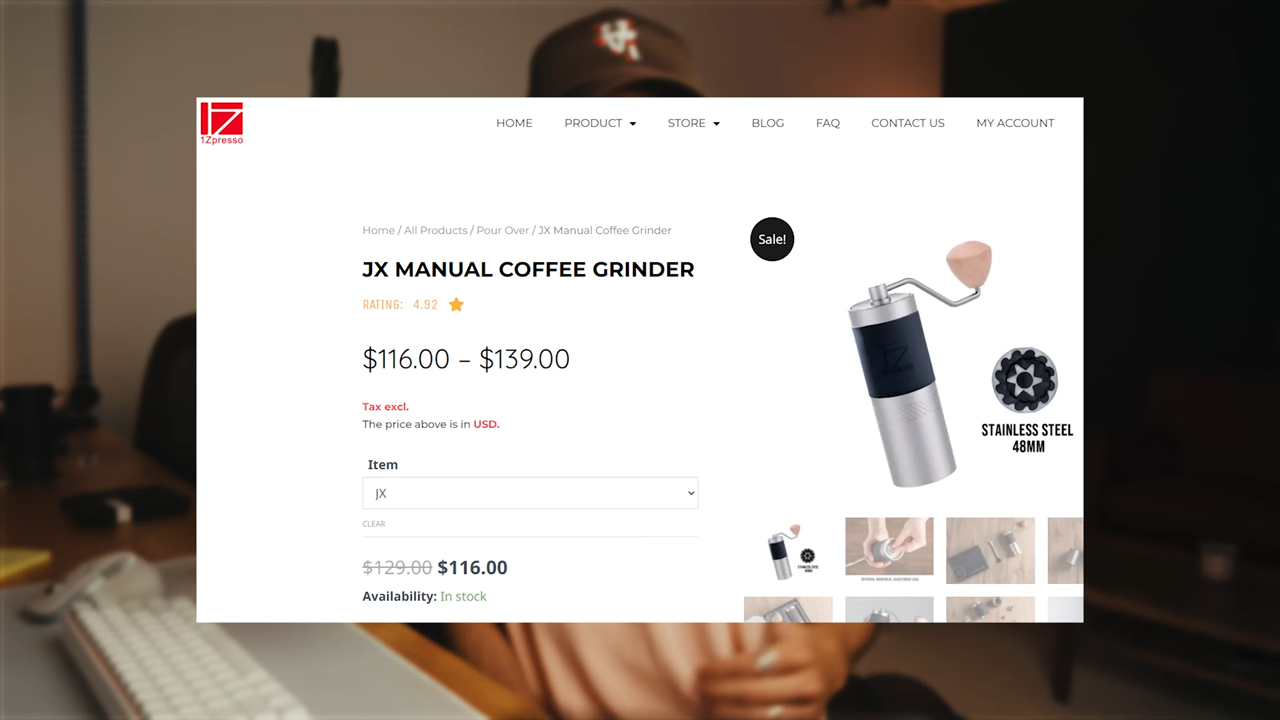 1Zpresso
HOME
PRODUCT
STORE
BLOG
FAQ
CONTACT US
MY ACCOUNT
Home / All Products / Pour Over / JX Manual Coffee Grinder
JX MANUAL COFFEE GRINDER
RATING: 4.92
$116.00 – $139.00
Tax excl.
The price above is in USD.
Item
JX
CLEAR
$129.00 $116.00
Availability: In stock
Sale!
STAINLESS STEEL
48MM